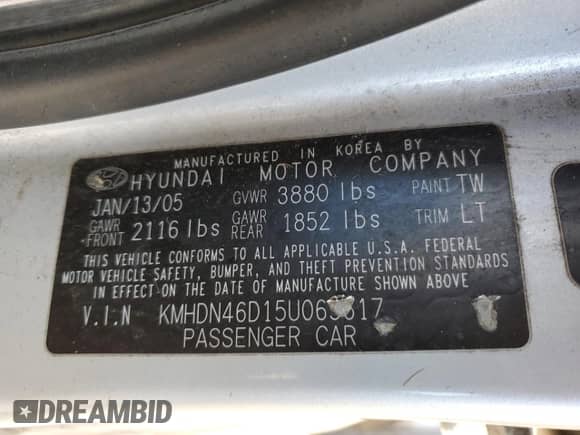 MANUFACTURED IN KOREA BY
HYUNDAI MOTOR COMPANY
JAN/13/05 GVWR 3880 lbs PAINT TW
GAWR FRONT 2116 lbs GAWR REAR 1852 lbs TRIM LT
THIS VEHICLE CONFORMS TO ALL APPLICABLE U.S.A. FEDERAL
MOTOR VEHICLE SAFETY, BUMPER, AND THEFT PREVENTION STANDARDS
IN EFFECT ON THE DATE OF MANUFACTURE SHOWN ABOVE
V.I.N
PASSENGER CAR
DREAMBID